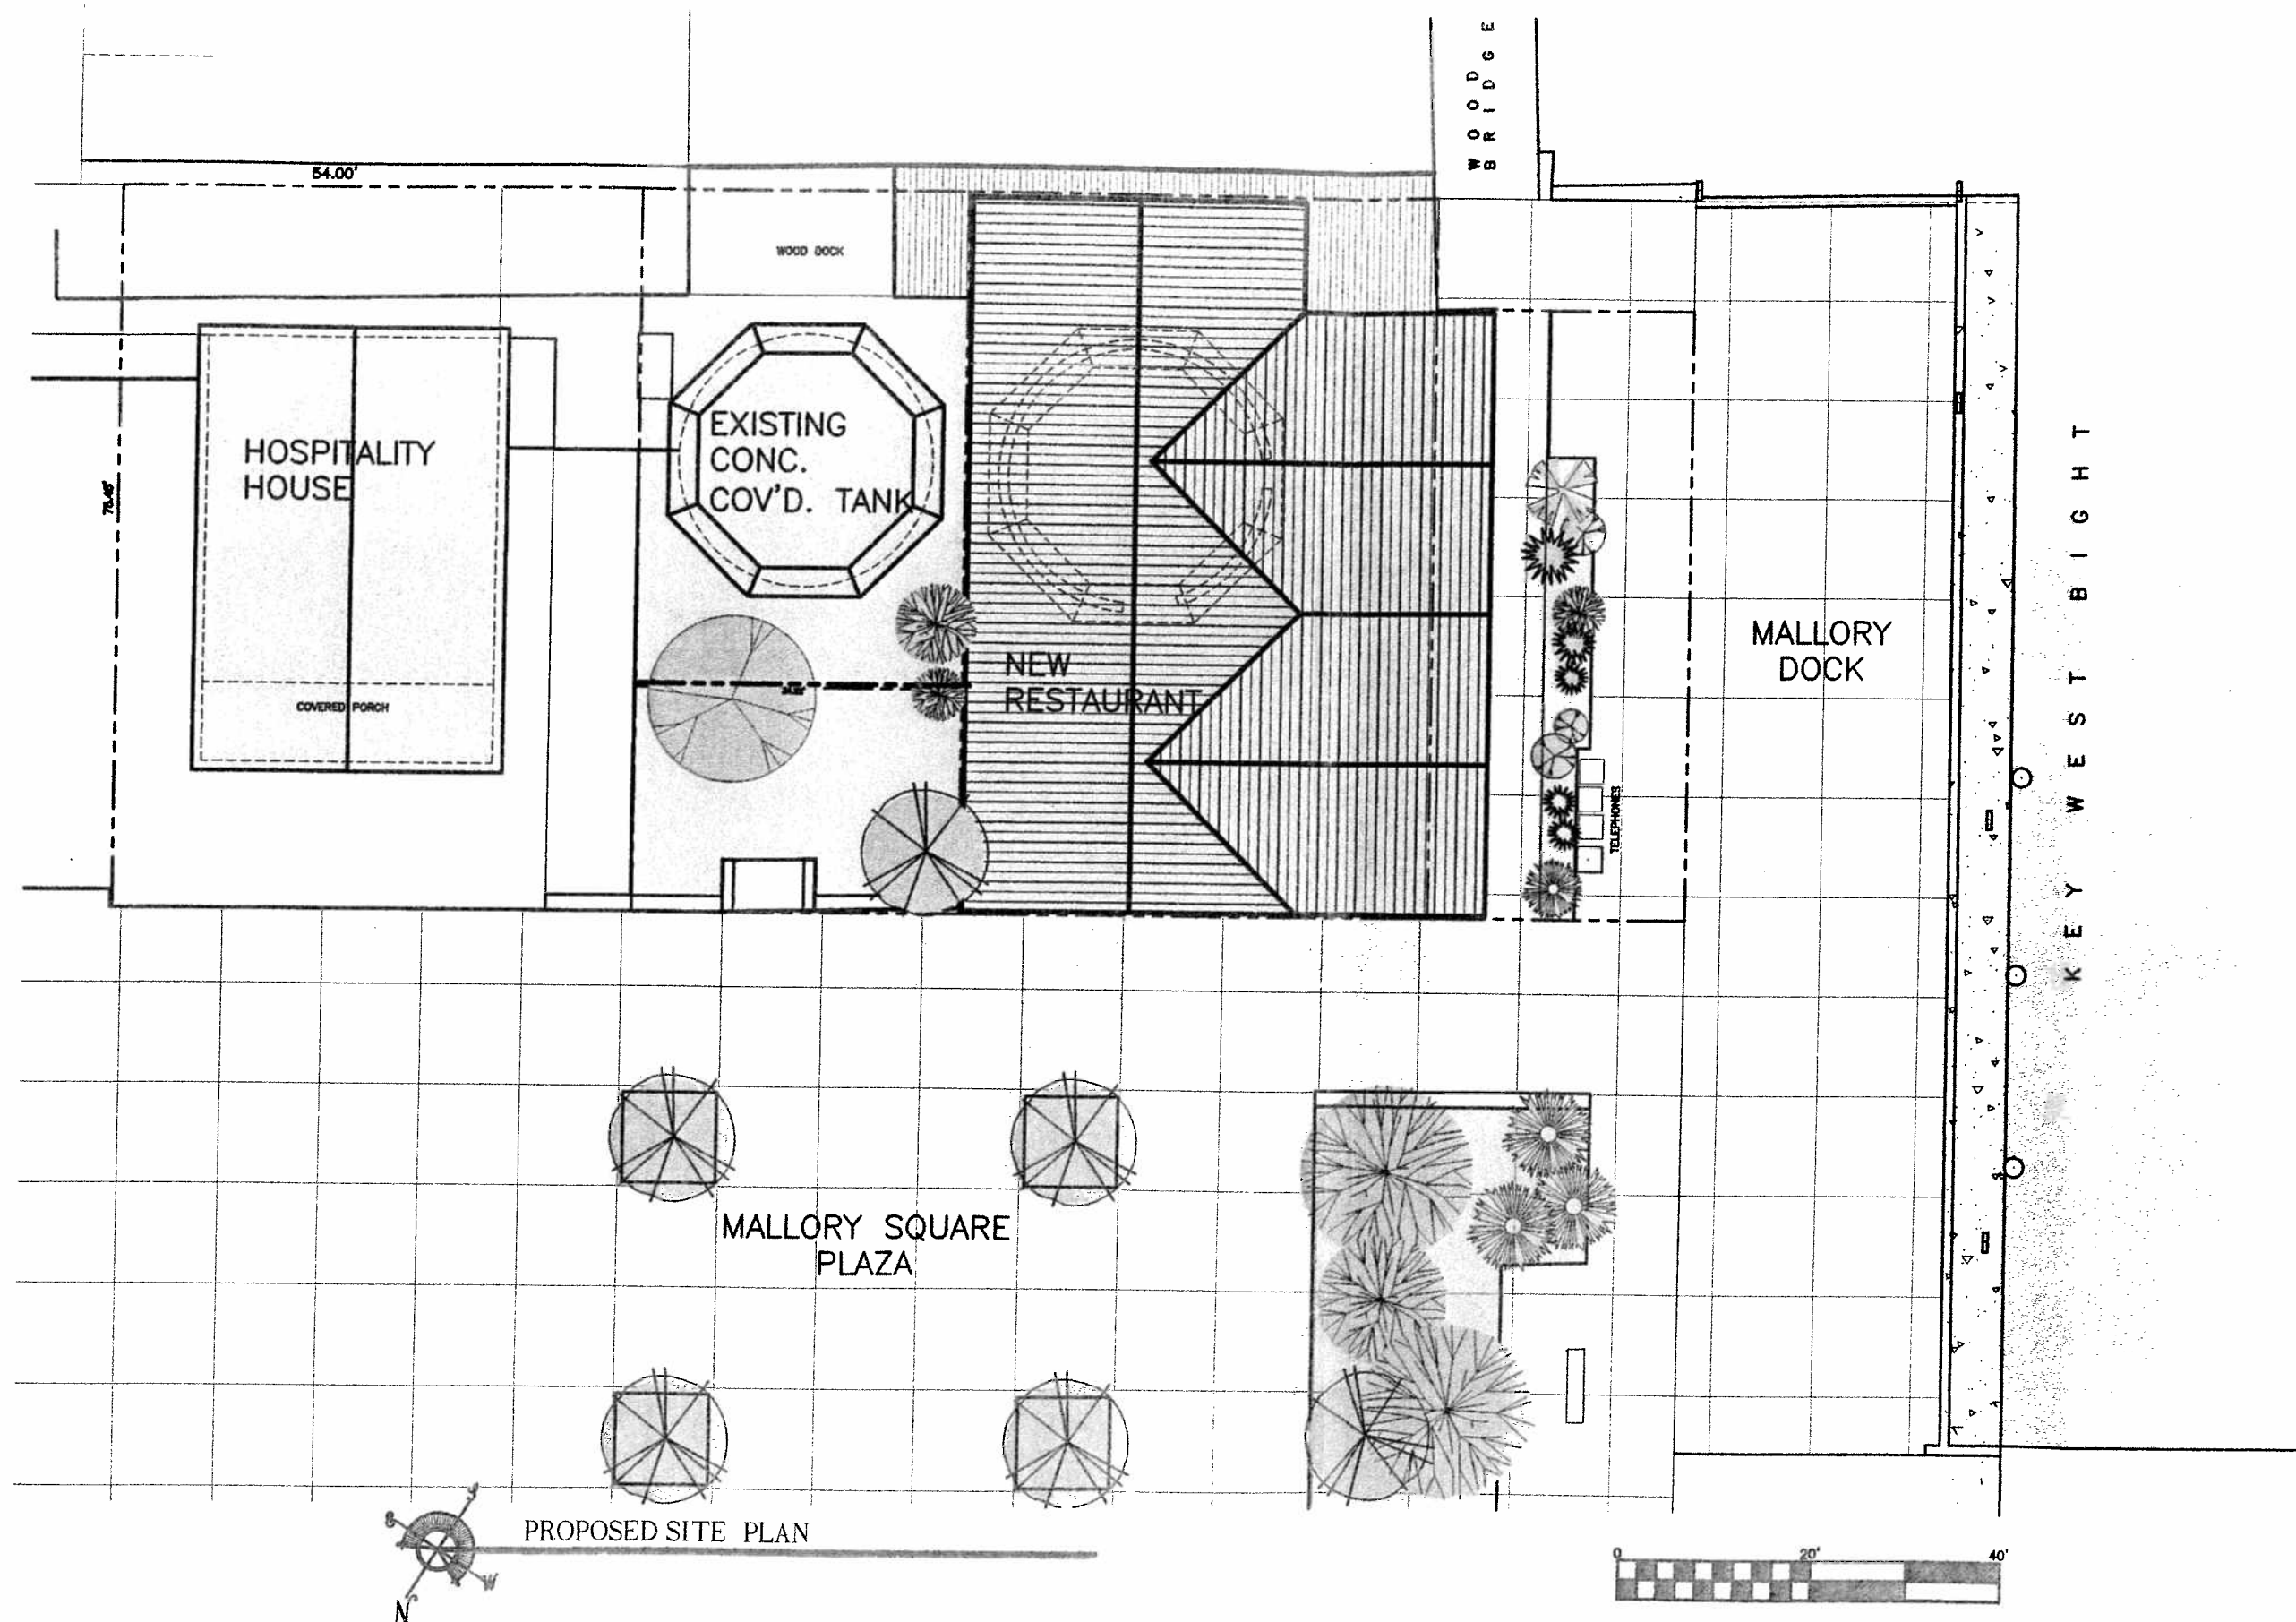 WOOD
BRIDGE
54.00'
WOOD DOCK
HOSPITALITY
HOUSE
EXISTING
CONC.
COV'D. TANK
COVERED PORCH
NEW
RESTAURANT
TELEPHONES
MALLORY
DOCK
KEY WEST BIGHT
MALLORY SQUARE
PLAZA
PROPOSED SITE PLAN
N
W
0 20' 40'